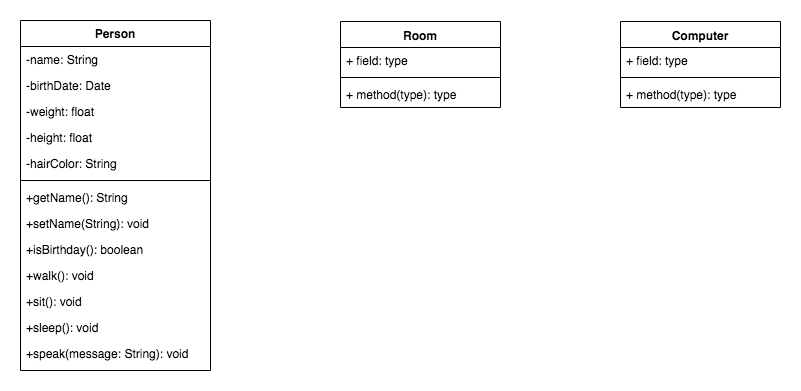 Person
-name: String
-birthDate: Date
-weight: float
-height: float
-hairColor: String
+getName(): String
+setName(String): void
+isBirthday(): boolean
+walk(): void
+sit(): void
+sleep(): void
+speak(message: String): void
Room
+ field: type
+ method(type): type
Computer
+ field: type
+ method(type): type